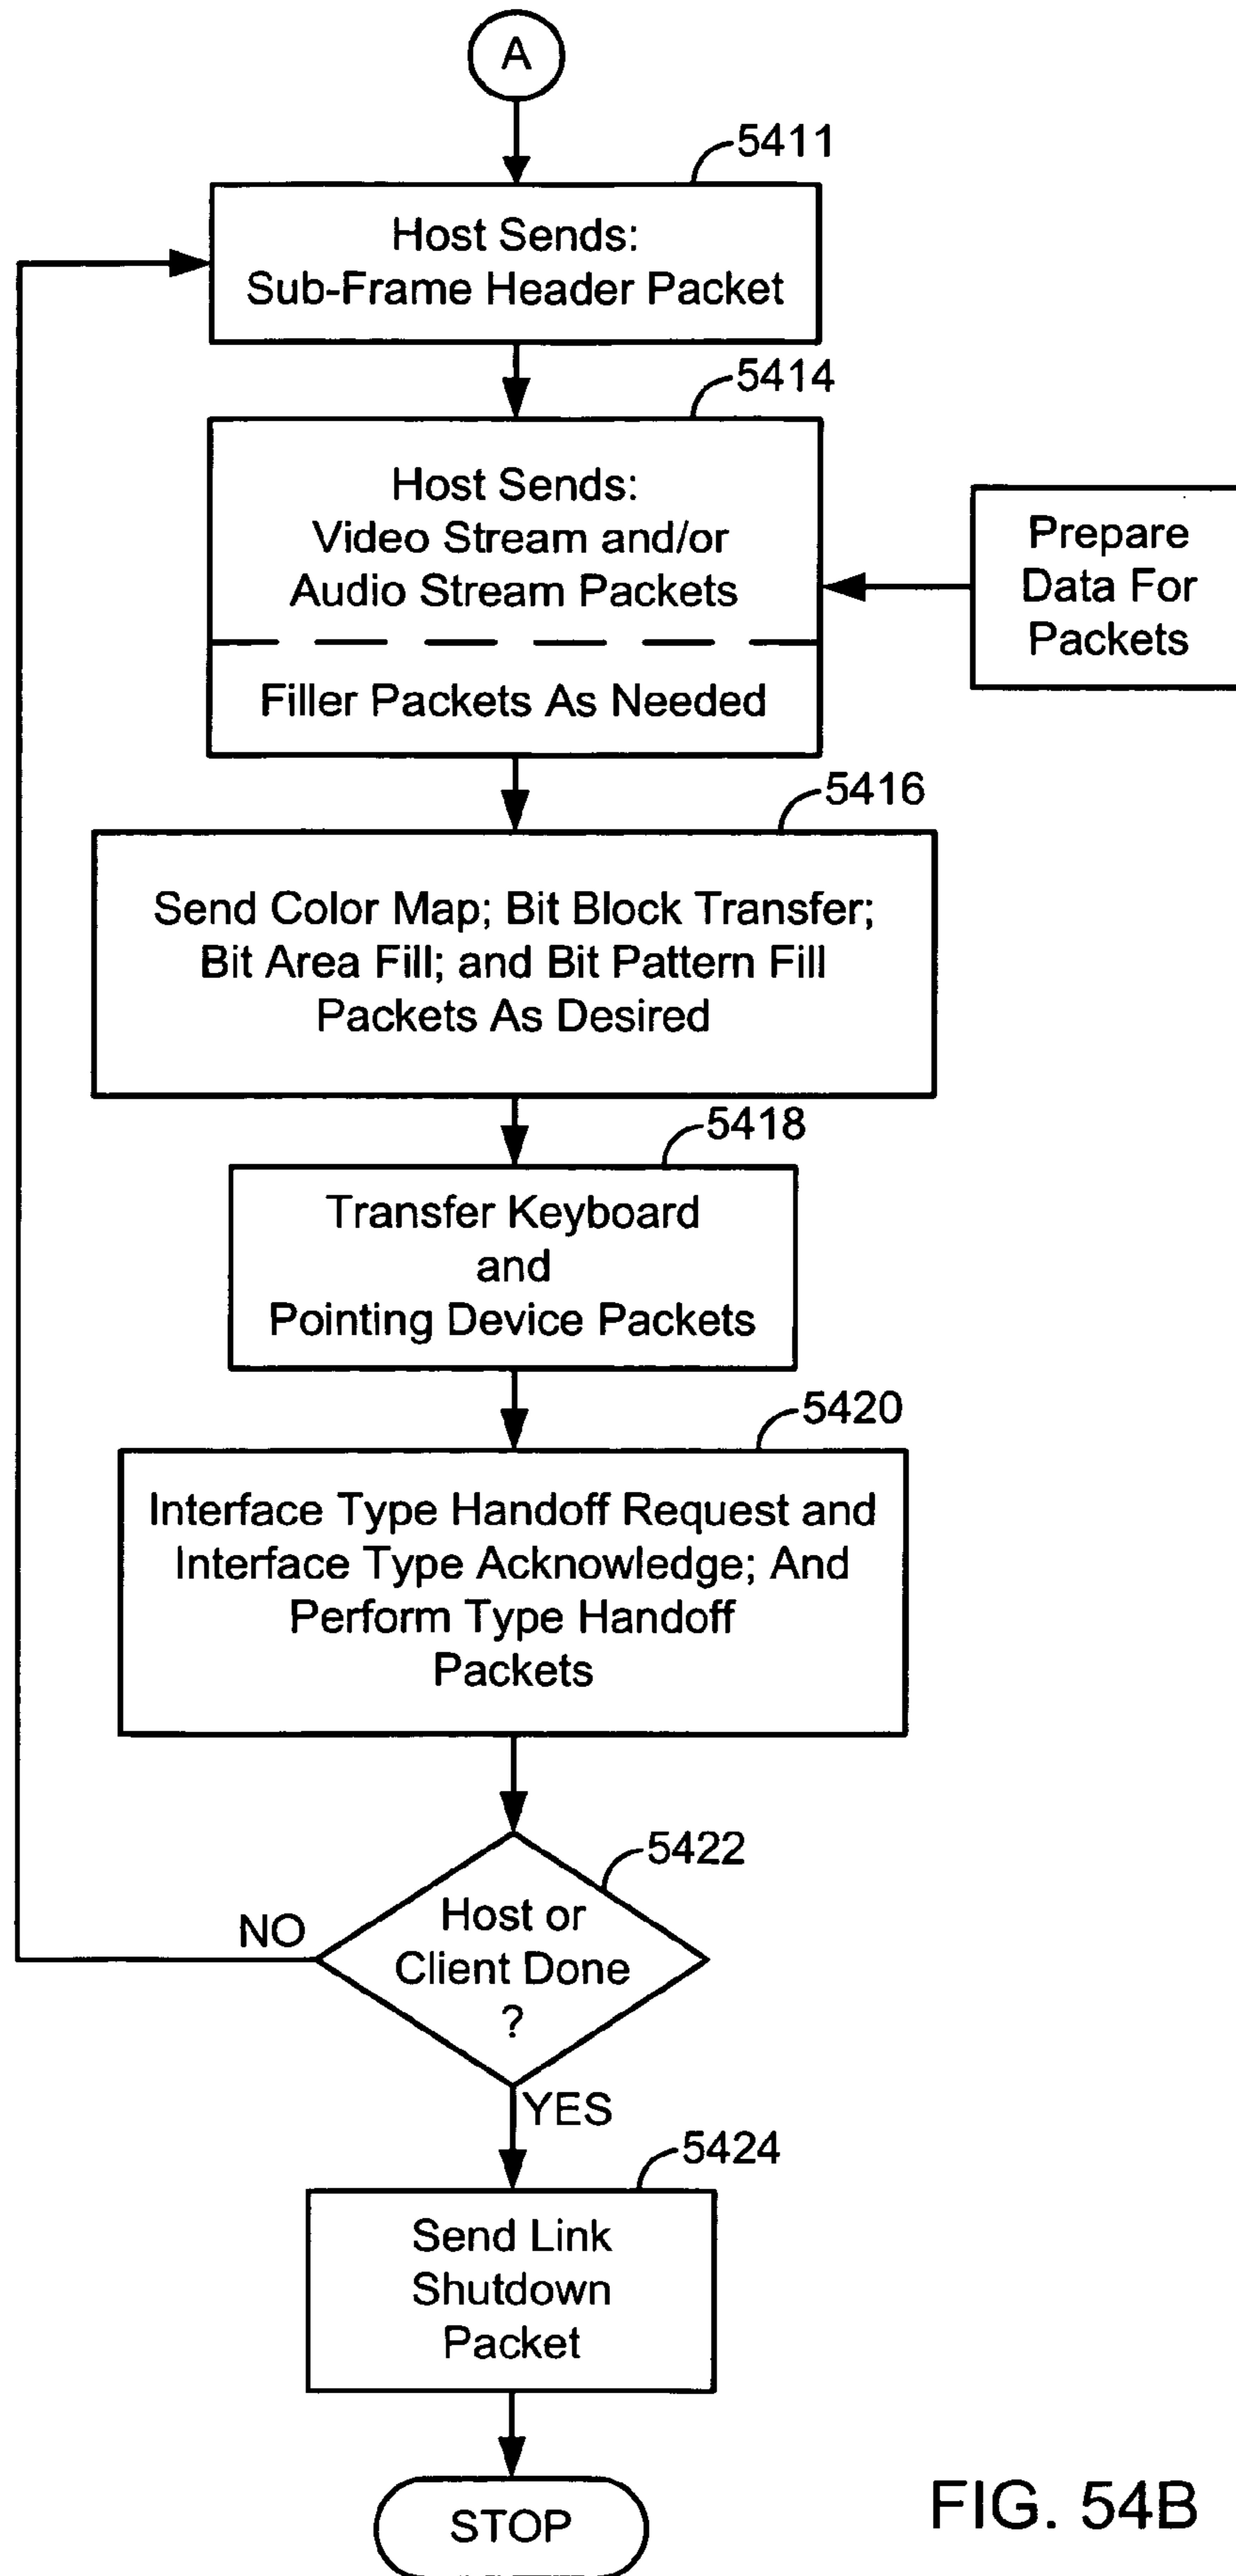 A
5411
Host Sends:
Sub-Frame Header Packet
5414
Host Sends:
Video Stream and/or
Audio Stream Packets
Filler Packets As Needed
Prepare
Data For
Packets
5416
Send Color Map; Bit Block Transfer;
Bit Area Fill; and Bit Pattern Fill
Packets As Desired
5418
Transfer Keyboard
and
Pointing Device Packets
5420
Interface Type Handoff Request and
Interface Type Acknowledge; And
Perform Type Handoff
Packets
5422
Host or
Client Done
?
NO
YES
5424
Send Link
Shutdown
Packet
STOP
FIG. 54B